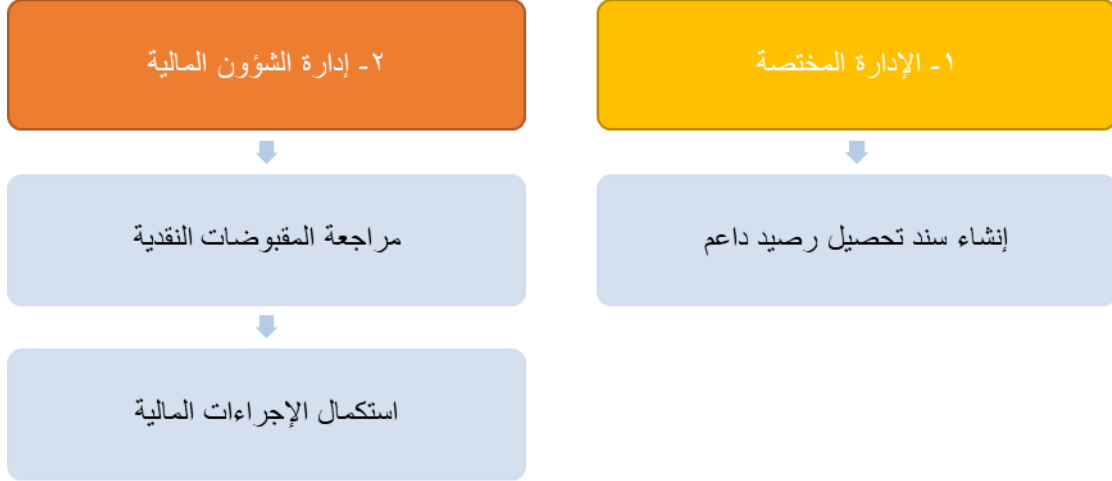 ١- الإدارة المختصة
إنشاء سند تحصيل رصيد داعم
٢- إدارة الشؤون المالية
مراجعة المقبوضات النقدية
استكمال الإجراءات المالية